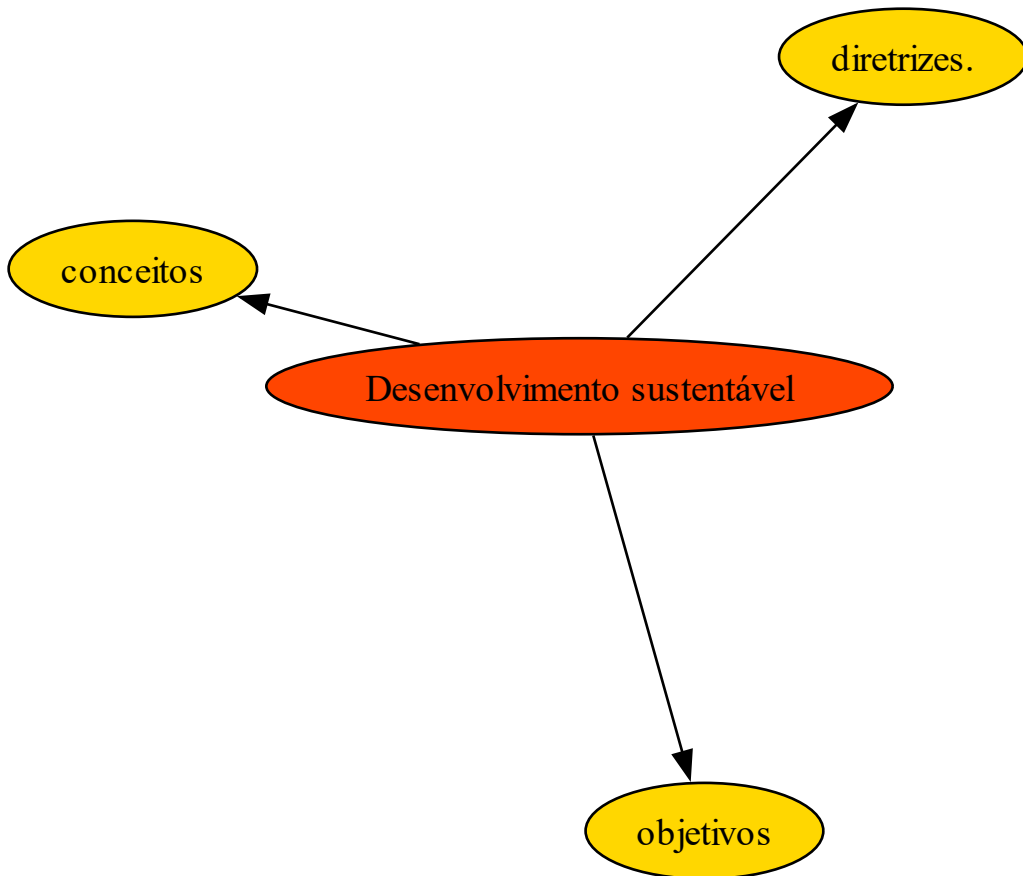 diretrizes.
conceitos
Desenvolvimento sustentável
objetivos